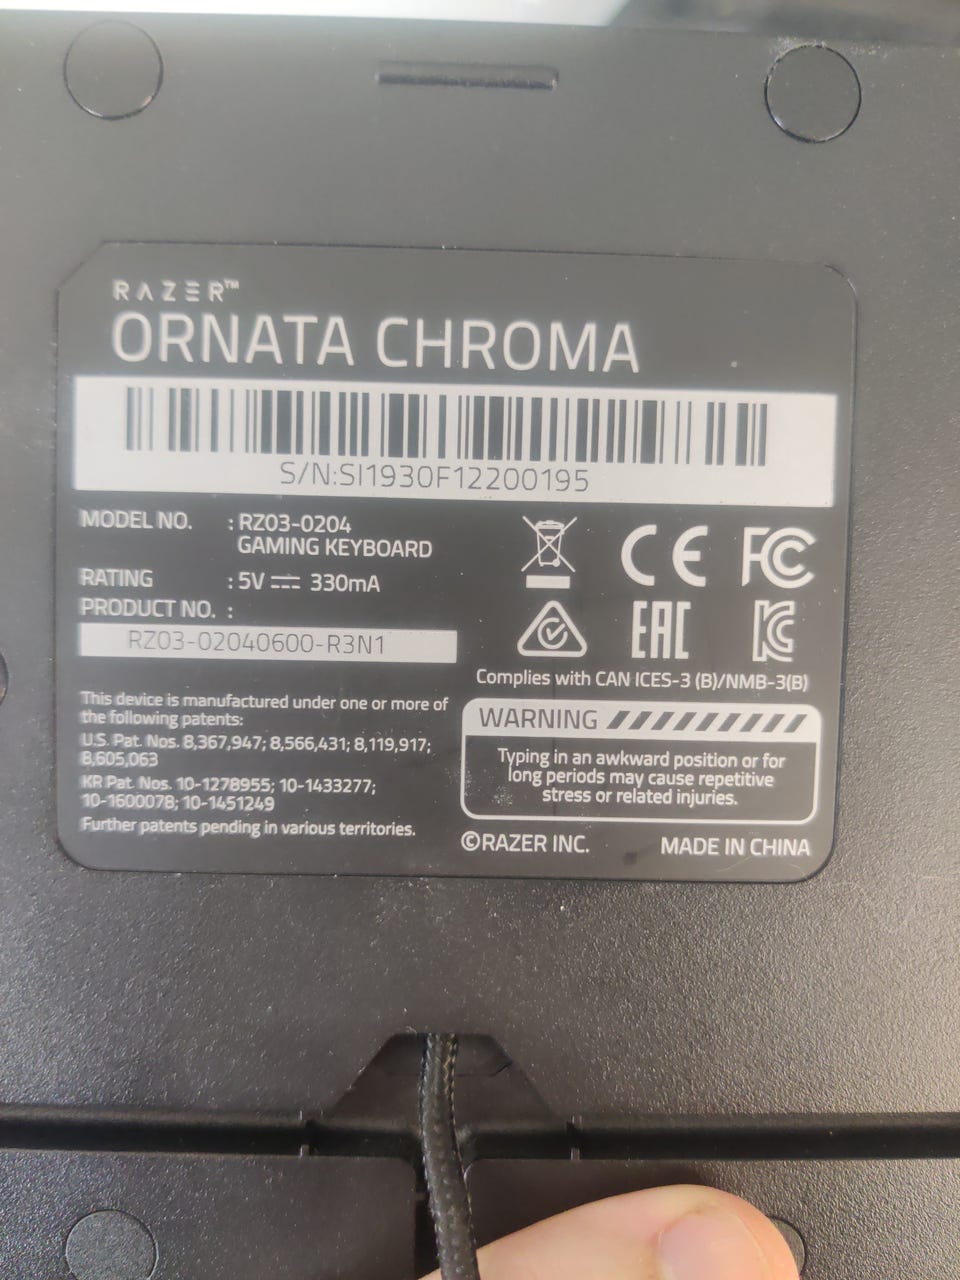 RAZER™
ORNATA CHROMA
S/N:SI1930F12200195
MODEL NO. : RZ03-0204
GAMING KEYBOARD
RATING : 5V ⎓ 330mA
PRODUCT NO. :
RZ03-02040600-R3N1
This device is manufactured under one or more of
the following patents:
U.S. Pat. Nos. 8,367,947; 8,566,431; 8,119,917;
8,605,063
KR Pat. Nos. 10-1278955; 10-1433277;
10-1600078; 10-1451249
Further patents pending in various territories.
CE FC
EAC KC
Complies with CAN ICES-3 (B)/NMB-3(B)
WARNING
Typing in an awkward position or for
long periods may cause repetitive
stress or related injuries.
©RAZER INC. MADE IN CHINA